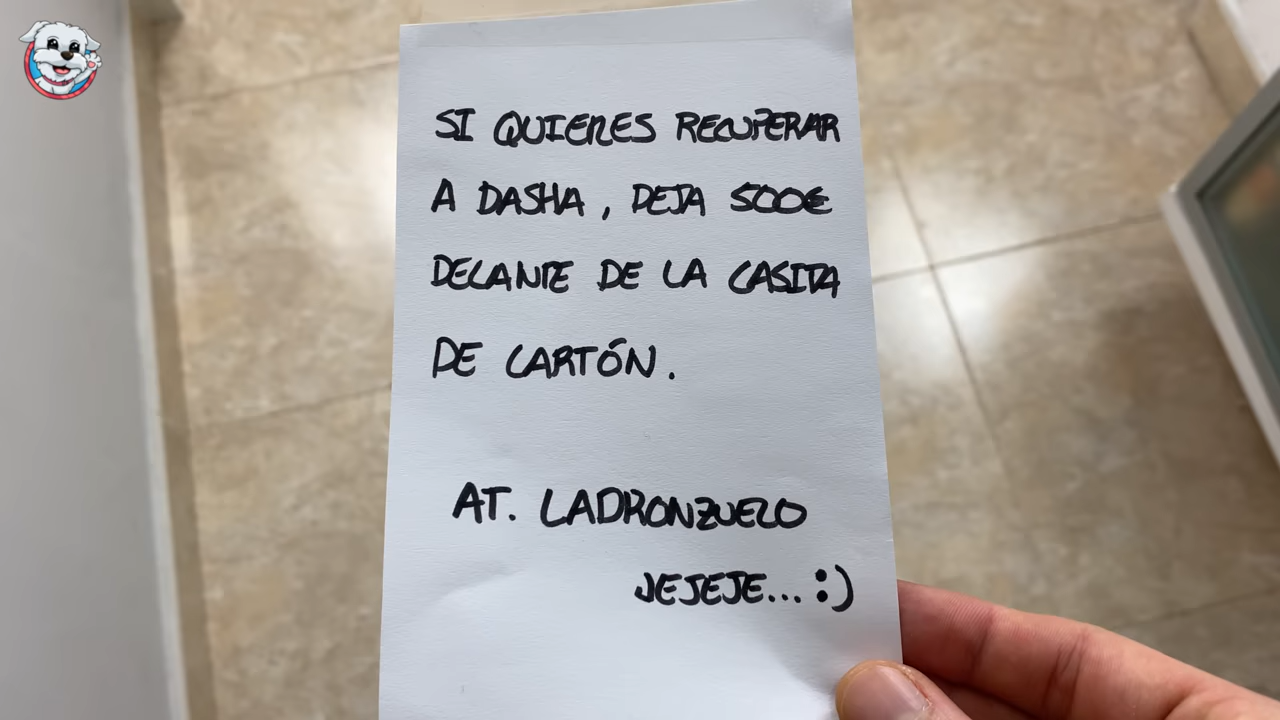 SI QUIERES RECUPERAR
A DASHA, DEJA 500€
DELANTE DE LA CASITA
DE CARTÓN.
AT. LADRONZUELO
JEJEJE... :)